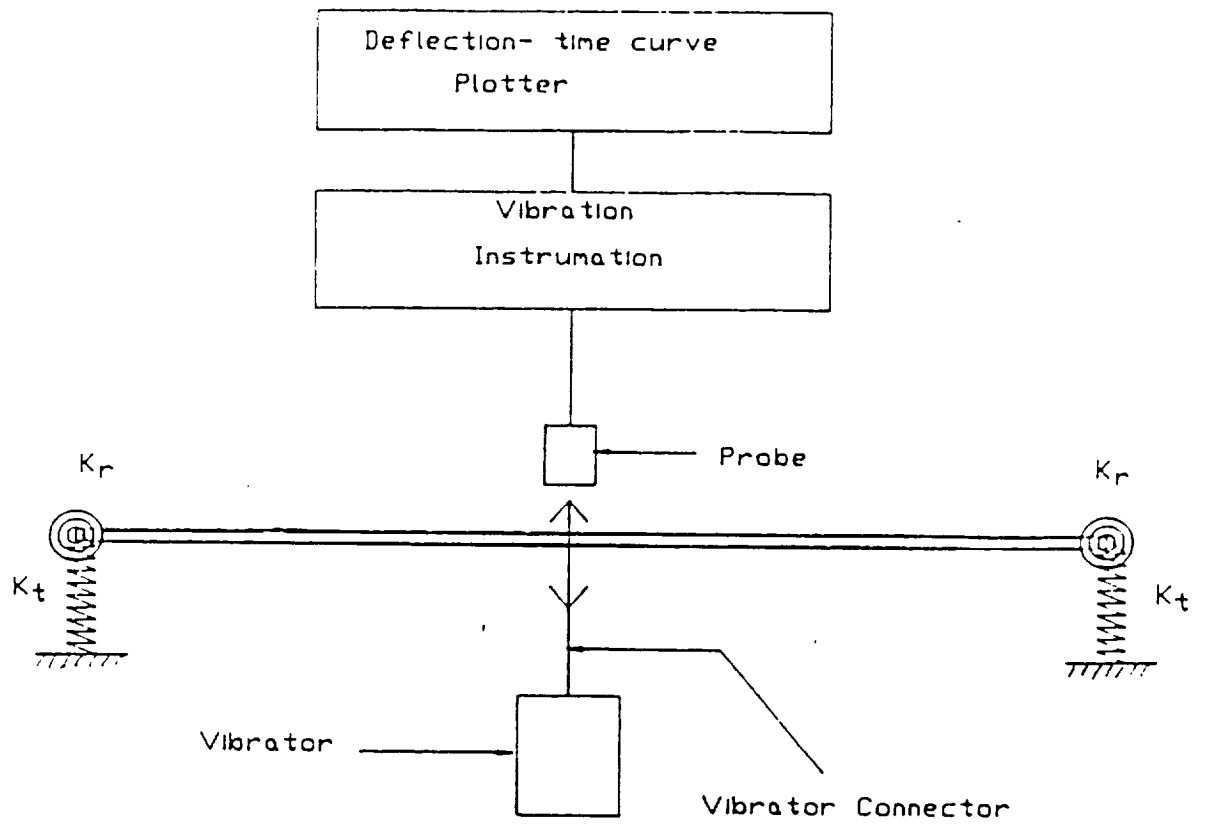 Deflection- time curve
Plotter
Vibration
Instrumation
Probe
Kr
Kr
Kt
Kt
Vibrator
Vibrator Connector